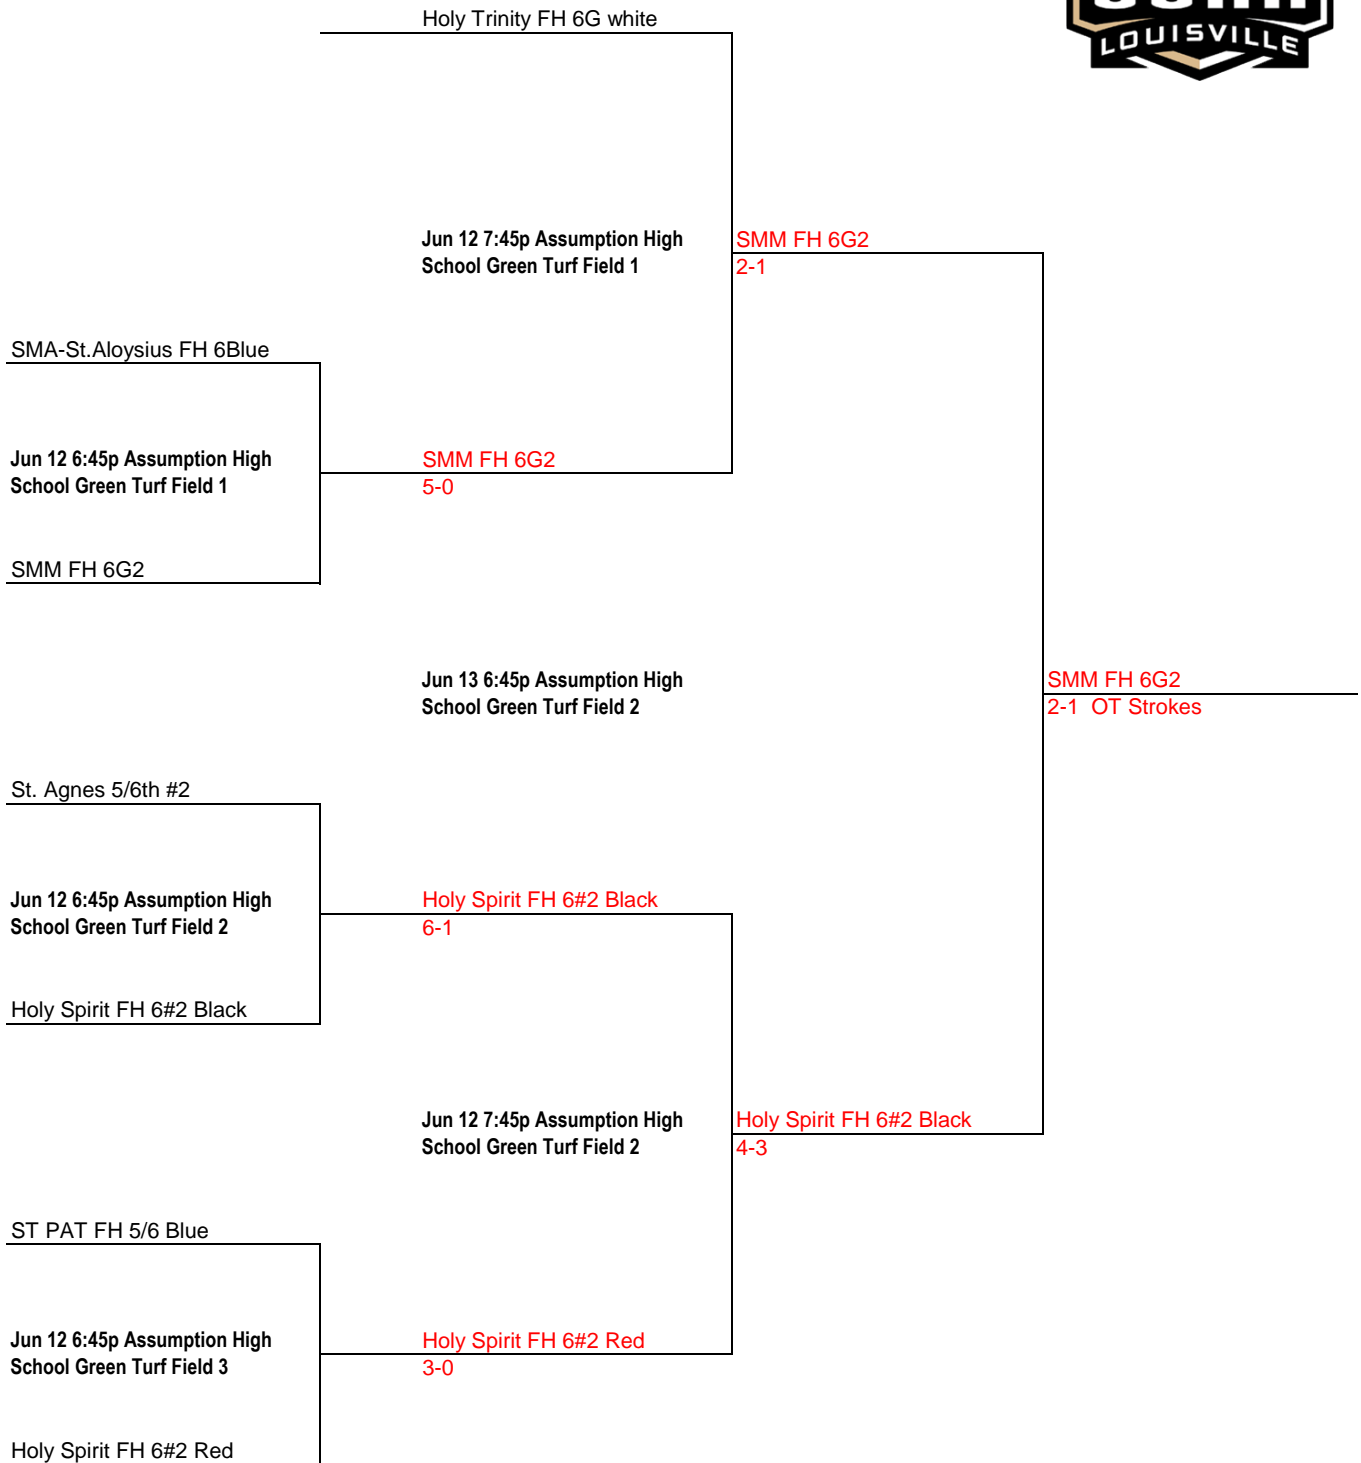 Holy Trinity FH 6G white
LOUISVILLE
Jun 12 7:45p Assumption High
School Green Turf Field 1
SMM FH 6G2
2-1
SMA-St.Aloysius FH 6Blue
Jun 12 6:45p Assumption High
School Green Turf Field 1
SMM FH 6G2
5-0
SMM FH 6G2
Jun 13 6:45p Assumption High
School Green Turf Field 2
SMM FH 6G2
2-1  OT Strokes
St. Agnes 5/6th #2
Jun 12 6:45p Assumption High
School Green Turf Field 2
Holy Spirit FH 6#2 Black
6-1
Holy Spirit FH 6#2 Black
Jun 12 7:45p Assumption High
School Green Turf Field 2
Holy Spirit FH 6#2 Black
4-3
ST PAT FH 5/6 Blue
Jun 12 6:45p Assumption High
School Green Turf Field 3
Holy Spirit FH 6#2 Red
3-0
Holy Spirit FH 6#2 Red